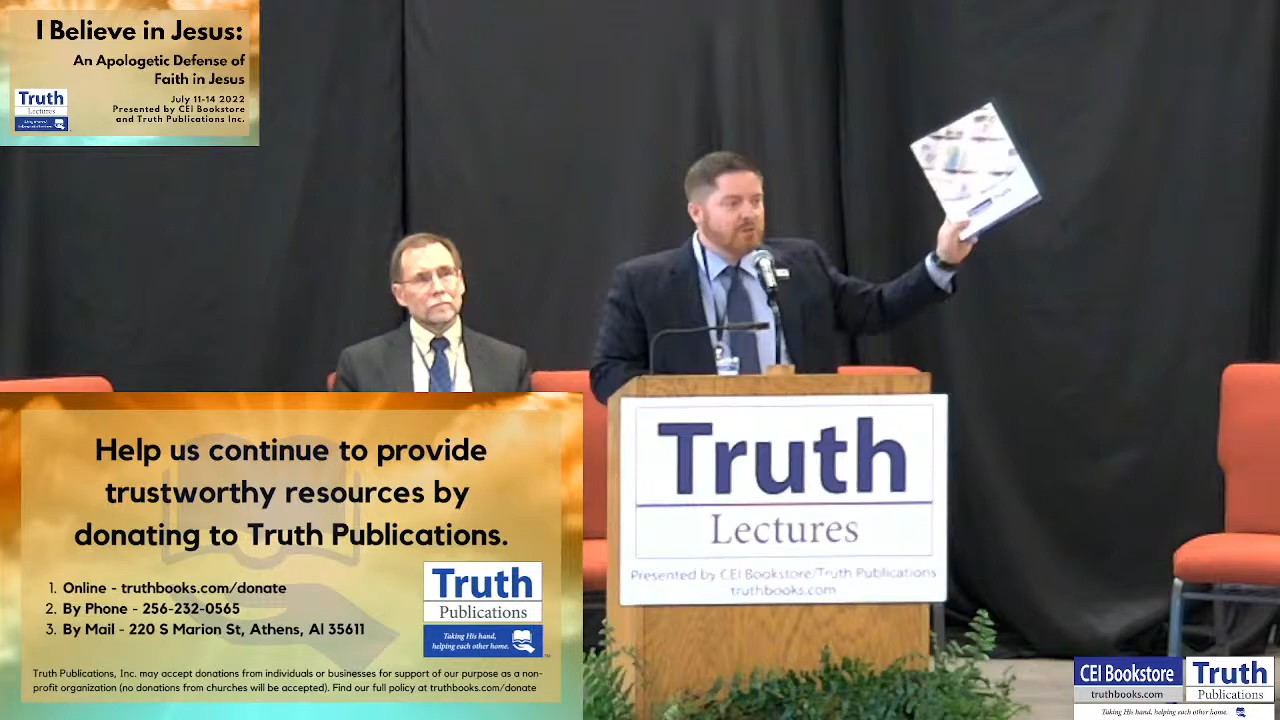 I Believe in Jesus:
An Apologetic Defense of
Faith in Jesus
July 11-14 2022
Presented by CEI Bookstore
and Truth Publications Inc.
Truth
Lectures
Help us continue to provide
trustworthy resources by
donating to Truth Publications.
1. Online - truthbooks.com/donate
2. By Phone - 256-232-0565
3. By Mail - 220 S Marion St, Athens, Al 35611
Truth
Publications
Taking His hand,
helping each other home.
TM
Truth Publications, Inc. may accept donations from individuals or businesses for support of our purpose as a non-
profit organization (no donations from churches will be accepted). Find our full policy at truthbooks.com/donate
Truth
Lectures
Presented by CEI Bookstore/Truth Publications
truthbooks.com
CEI Bookstore
truthbooks.com
Truth
Publications
Taking His hand, helping each other home.